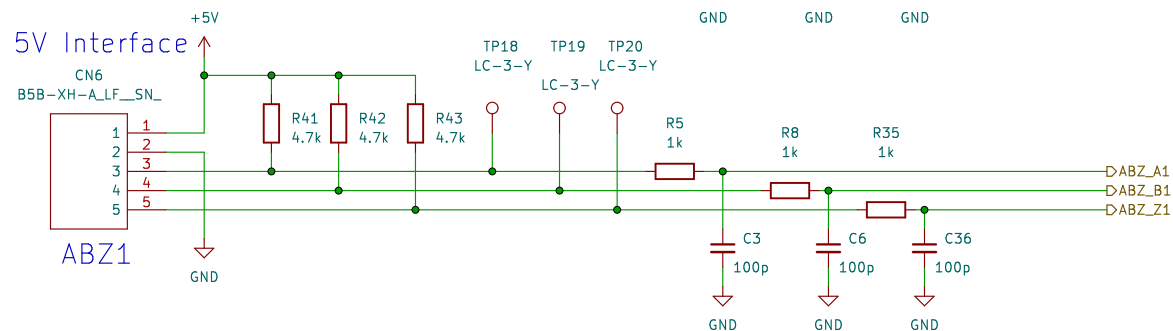 +5V
GND GND GND
5V Interface
TP18 TP19 TP20
LC-3-Y LC-3-Y
CN6
LC-3-Y
B5B-XH-A_LF__SN_
R41 R42 R43
4.7k 4.7k 4.7k
R5
1k
R8 R35
1k 1k
1 1
2 2
3 3
4 4
5 5
ABZ_A1
ABZ_B1
ABZ_Z1
ABZ1
C3 C6 C36
100p 100p 100p
GND
GND GND GND